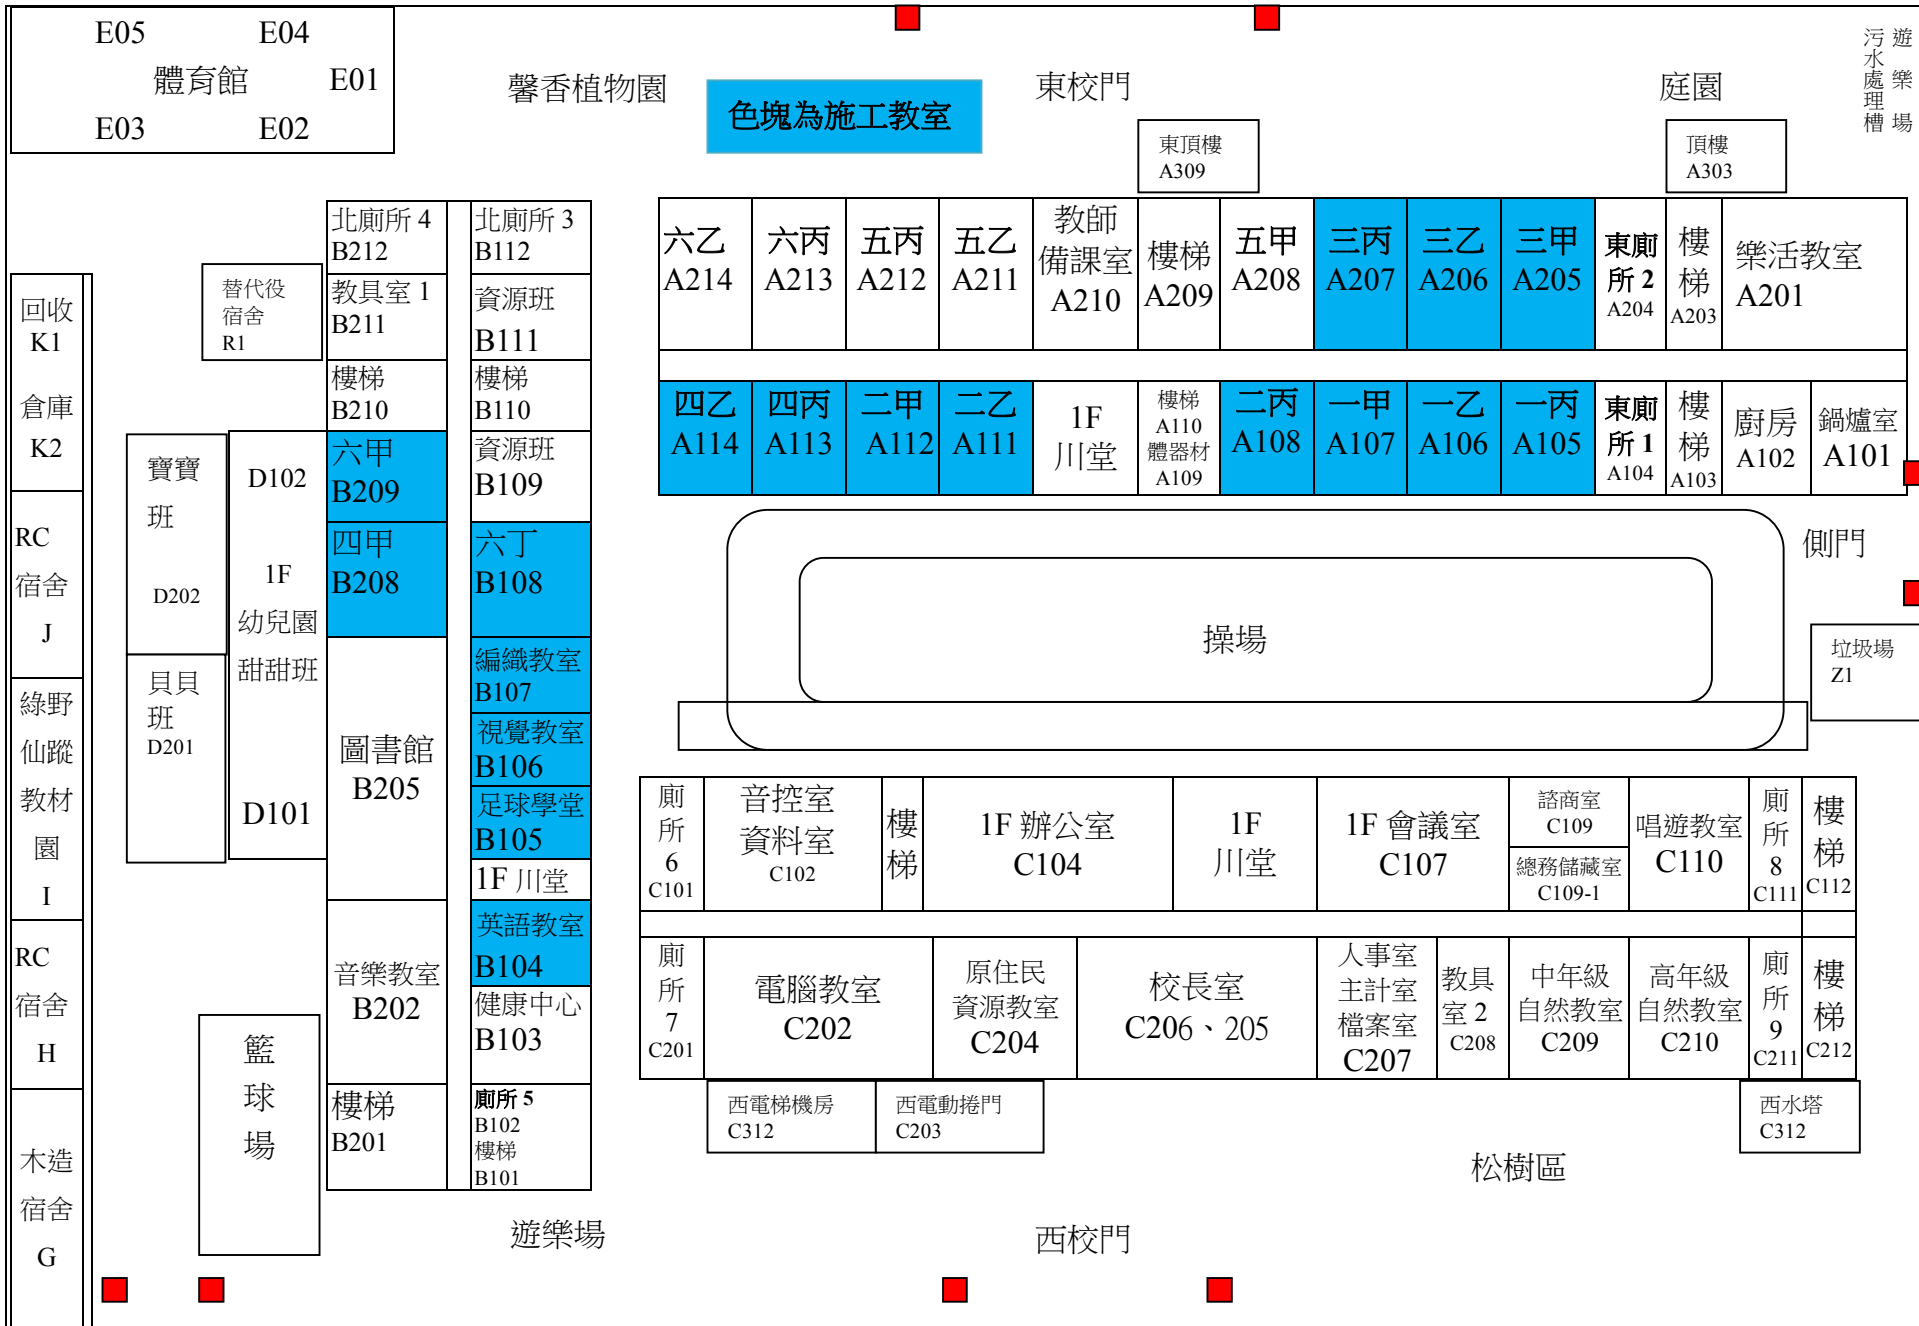 E05 E04
體育館 E01
E03 E02
馨香植物園
色塊為施工教室
東校門
庭園
遊樂場
污水處理槽
東頂樓
A309
頂樓
A303
北廁所 4
B212
北廁所 3
B112
替代役
宿舍
R1
教具室 1
B211
資源班
B111
樓梯
B210
樓梯
B110
六甲
B209
資源班
B109
四甲
B208
六丁
B108
編織教室
B107
視覺教室
B106
圖書館
B205
足球學堂
B105
1F 川堂
英語教室
B104
音樂教室
B202
健康中心
B103
樓梯
B201
廁所 5
B102
樓梯
B101
回收
K1
倉庫
K2
RC
宿舍
J
綠野
仙蹤
教材
園
I
RC
宿舍
H
木造
宿舍
G
寶寶
班
D202
貝貝
班
D201
D102
1F
幼兒園
甜甜班
D101
籃
球
場
六乙
A214
六丙
A213
五丙
A212
五乙
A211
教師
備課室
A210
樓梯
A209
五甲
A208
三丙
A207
三乙
A206
三甲
A205
東廁
所 2
A204
樓
梯
A203
樂活教室
A201
四乙
A114
四丙
A113
二甲
A112
二乙
A111
1F
川堂
樓梯
A110
體器材
A109
二丙
A108
一甲
A107
一乙
A106
一丙
A105
東廁
所 1
A104
樓
梯
A103
廚房
A102
鍋爐室
A101
側門
操場
垃圾場
Z1
廁
所
6
C101
音控室
資料室
C102
樓
梯
1F 辦公室
C104
1F
川堂
1F 會議室
C107
諮商室
C109
總務儲藏室
C109-1
唱遊教室
C110
廁
所
8
C111
樓
梯
C112
廁
所
7
C201
電腦教室
C202
原住民
資源教室
C204
校長室
C206、205
人事室
主計室
檔案室
C207
教具
室 2
C208
中年級
自然教室
C209
高年級
自然教室
C210
廁
所
9
C211
樓
梯
C212
西電梯機房
C312
西電動捲門
C203
西水塔
C312
松樹區
遊樂場
西校門